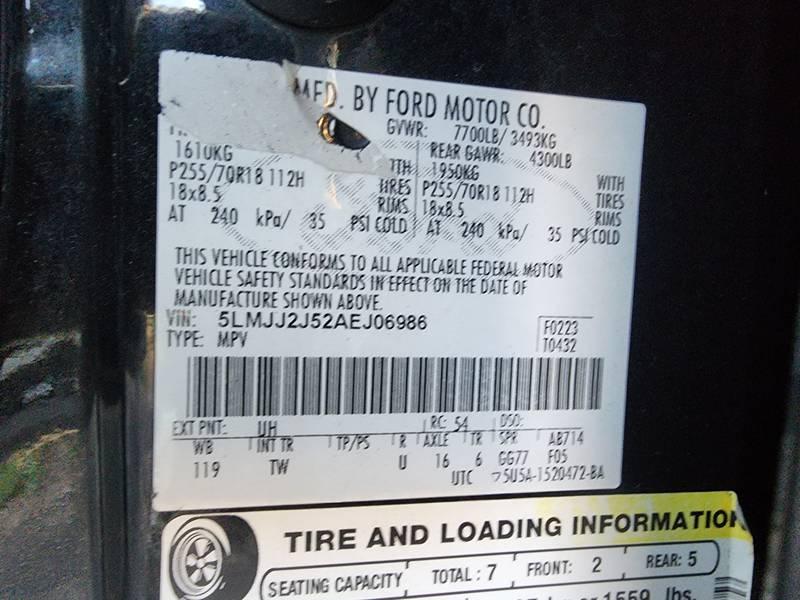 MFD. BY FORD MOTOR CO.
GVWR: 7700LB/ 3493KG
1610KG
REAR GAWR: 4300LB
1950KG WITH
P255/70R18 112H TIRES P255/70R18 112H TIRES
18x8.5 RIMS 18x8.5 RIMS
AT 240 kPa/ 35 PSI COLD AT 240 kPa/ 35 PSI COLD
THIS VEHICLE CONFORMS TO ALL APPLICABLE FEDERAL MOTOR
VEHICLE SAFETY STANDARDS IN EFFECT ON THE DATE OF
MANUFACTURE SHOWN ABOVE.
VIN: 5LMJJ2J52AEJ06986 F0223
TYPE: MPV T0432
EXT PNT: UH RC: 54 DSO:
WB INT TR TP/PS R AXLE TR SPR AB714
119 TW U 16 6 GG77 F05
UTC 75U5A-1520472-BA
TIRE AND LOADING INFORMATION
SEATING CAPACITY TOTAL: 7 FRONT: 2 REAR: 5
or 1559 lbs.